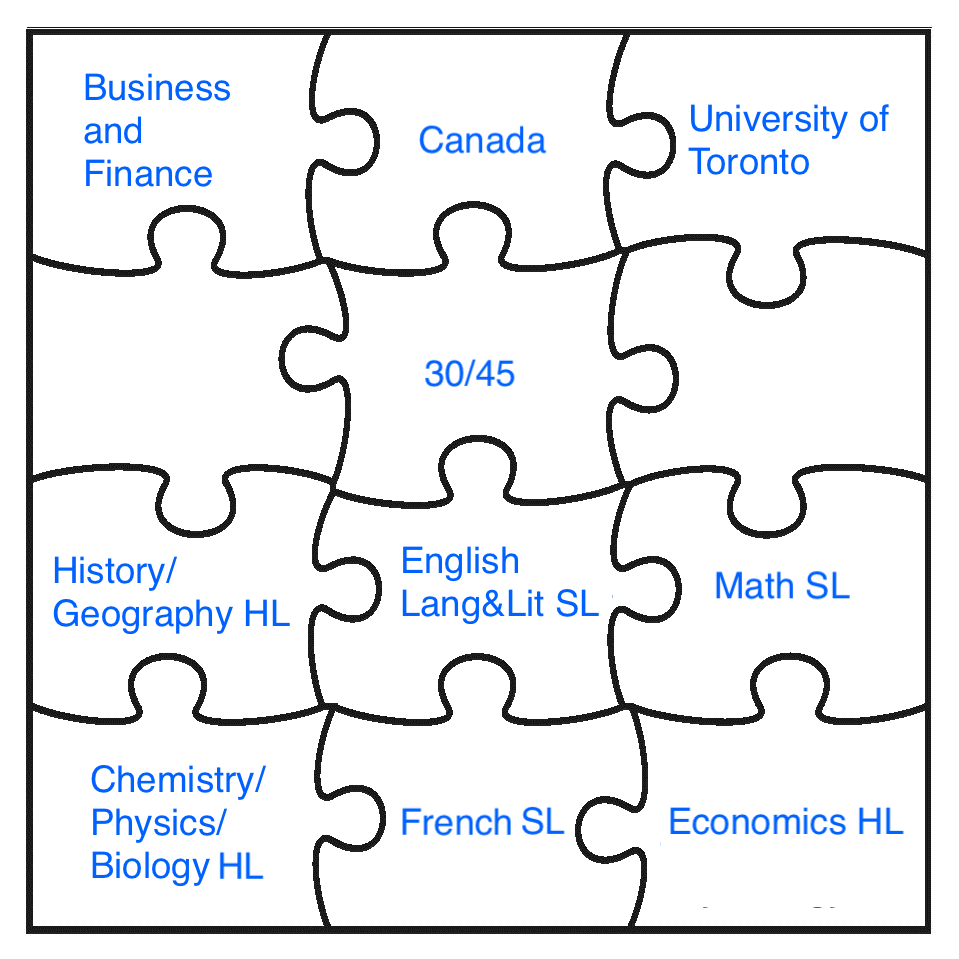 Business
and
Finance
Canada
University of
Toronto
30/45
History/
Geography HL
English
Lang&Lit SL
Math SL
Chemistry/
Physics/
Biology HL
French SL
Economics HL